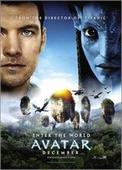 FROM THE DIRECTOR OF TITANIC
ENTER THE WORLD
AVATAR
DECEMBER